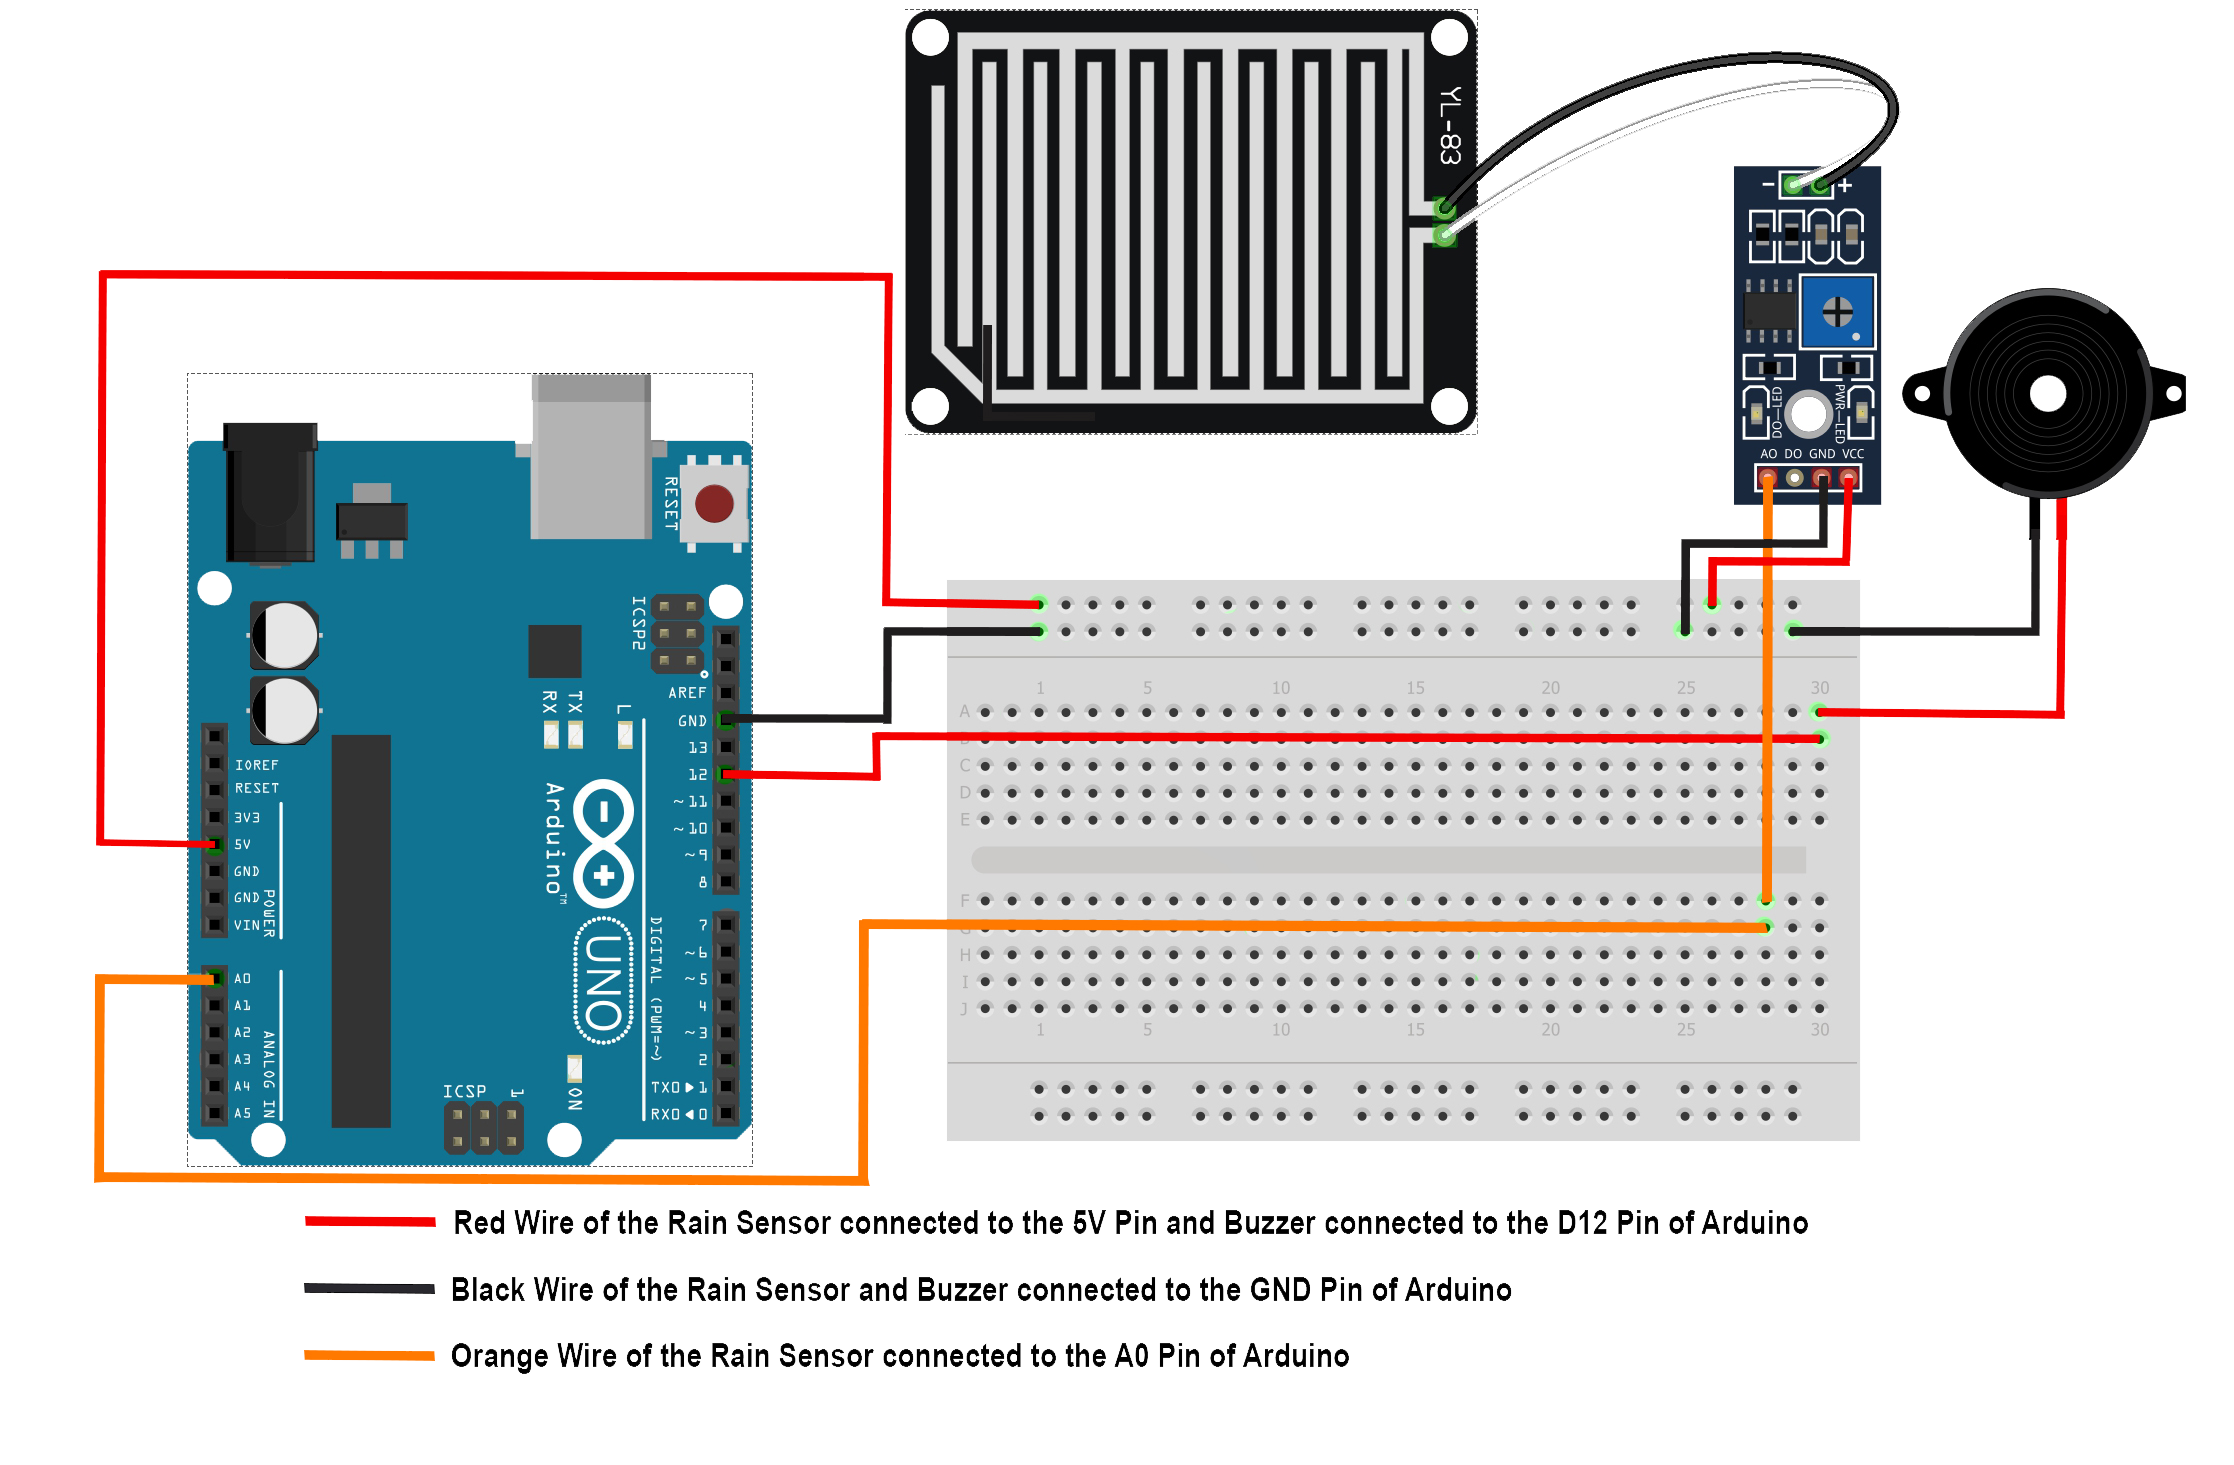 YL-83
- +
AO DO GND VCC
DO-LED
PWR-LED
RESET
ICSP2
AREF
GND
13
12
~11
~10
~9
8
7
~6
~5
4
~3
2
TX0▶1
RX0◀0
RX
TX
L
Arduino™
UNO
DIGITAL (PWM=~)
ON
ICSP
1
IOREF
RESET
3V3
5V
GND
GND
VIN
POWER
A0
A1
A2
A3
A4
A5
ANALOG IN
1 5 10 15 20 25 30
A
C
D
E
F
G
H
I
J
1 5 10 15 20 25 30
Red Wire of the Rain Sensor connected to the 5V Pin and Buzzer connected to the D12 Pin of Arduino
Black Wire of the Rain Sensor and Buzzer connected to the GND Pin of Arduino
Orange Wire of the Rain Sensor connected to the A0 Pin of Arduino